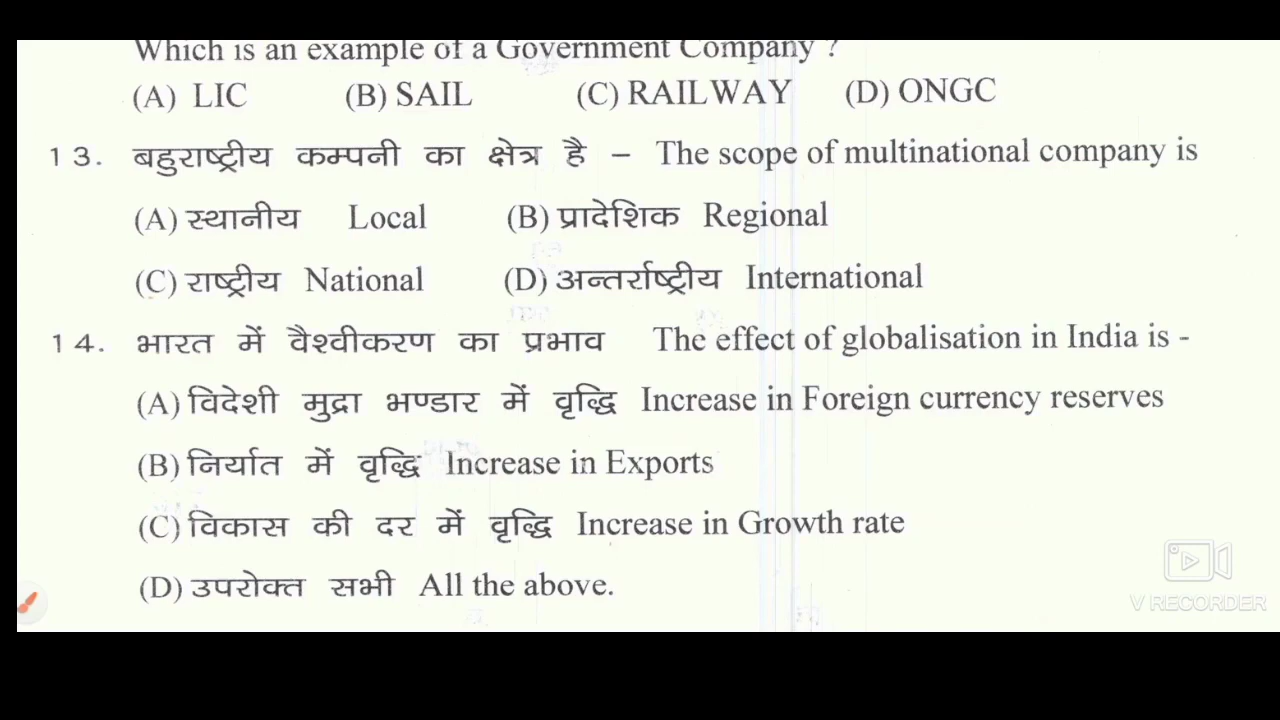 Which is an example of a Government Company ?
(A) LIC (B) SAIL (C) RAILWAY (D) ONGC
13. बहुराष्ट्रीय कम्पनी का क्षेत्र है – The scope of multinational company is
(A) स्थानीय Local (B) प्रादेशिक Regional
(C) राष्ट्रीय National (D) अन्तर्राष्ट्रीय International
14. भारत में वैश्वीकरण का प्रभाव The effect of globalisation in India is -
(A) विदेशी मुद्रा भण्डार में वृद्धि Increase in Foreign currency reserves
(B) निर्यात में वृद्धि Increase in Exports
(C) विकास की दर में वृद्धि Increase in Growth rate
(D) उपरोक्त सभी All the above.
V RECORDER